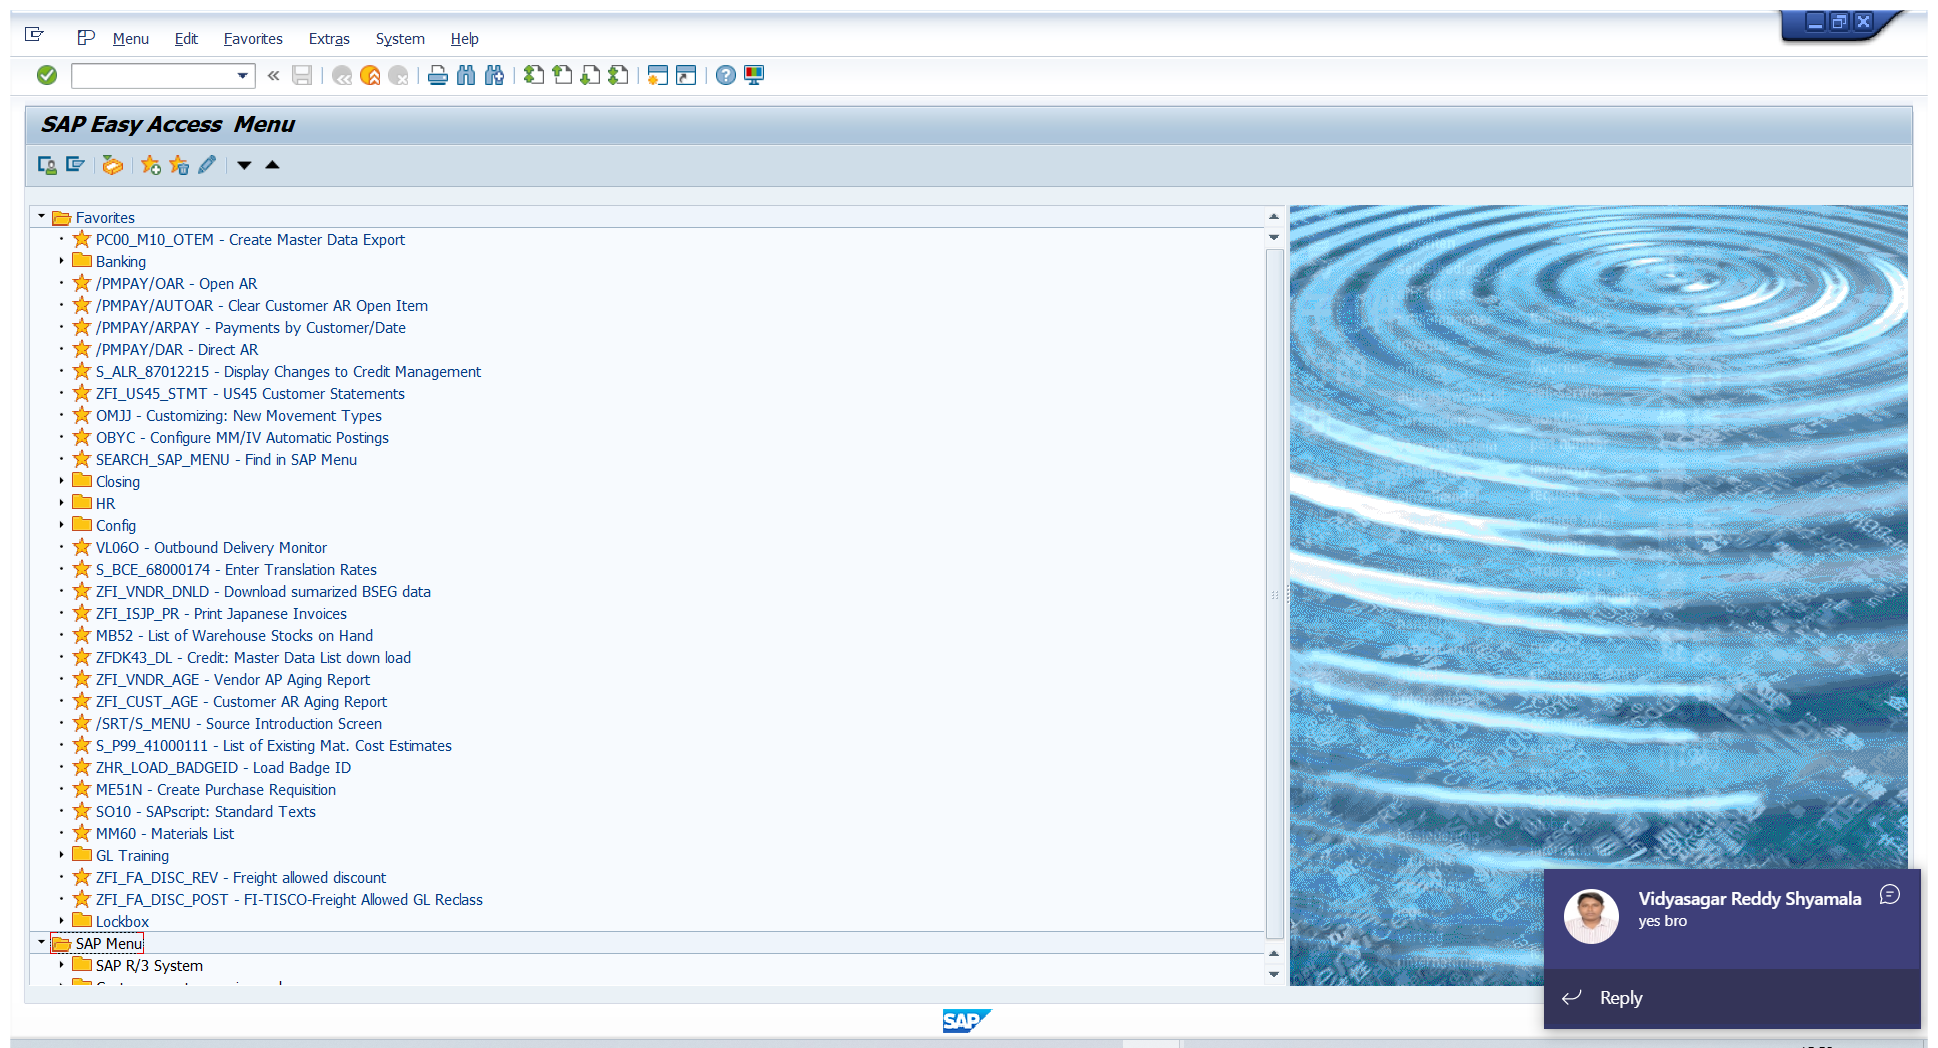 Menu Edit Favorites Extras System Help
SAP Easy Access Menu
Favorites
PC00_M10_OTEM - Create Master Data Export
Banking
/PMPAY/OAR - Open AR
/PMPAY/AUTOAR - Clear Customer AR Open Item
/PMPAY/ARPAY - Payments by Customer/Date
/PMPAY/DAR - Direct AR
S_ALR_87012215 - Display Changes to Credit Management
ZFI_US45_STMT - US45 Customer Statements
OMJJ - Customizing: New Movement Types
OBYC - Configure MM/IV Automatic Postings
SEARCH_SAP_MENU - Find in SAP Menu
Closing
HR
Config
VL06O - Outbound Delivery Monitor
S_BCE_68000174 - Enter Translation Rates
ZFI_VNDR_DNLD - Download sumarized BSEG data
ZFI_ISJP_PR - Print Japanese Invoices
MB52 - List of Warehouse Stocks on Hand
ZFDK43_DL - Credit: Master Data List down load
ZFI_VNDR_AGE - Vendor AP Aging Report
ZFI_CUST_AGE - Customer AR Aging Report
/SRT/S_MENU - Source Introduction Screen
S_P99_41000111 - List of Existing Mat. Cost Estimates
ZHR_LOAD_BADGEID - Load Badge ID
ME51N - Create Purchase Requisition
SO10 - SAPscript: Standard Texts
MM60 - Materials List
GL Training
ZFI_FA_DISC_REV - Freight allowed discount
ZFI_FA_DISC_POST - FI-TISCO-Freight Allowed GL Reclass
Lockbox
SAP Menu
SAP R/3 System
Vidyasagar Reddy Shyamala
yes bro
Reply
SAP